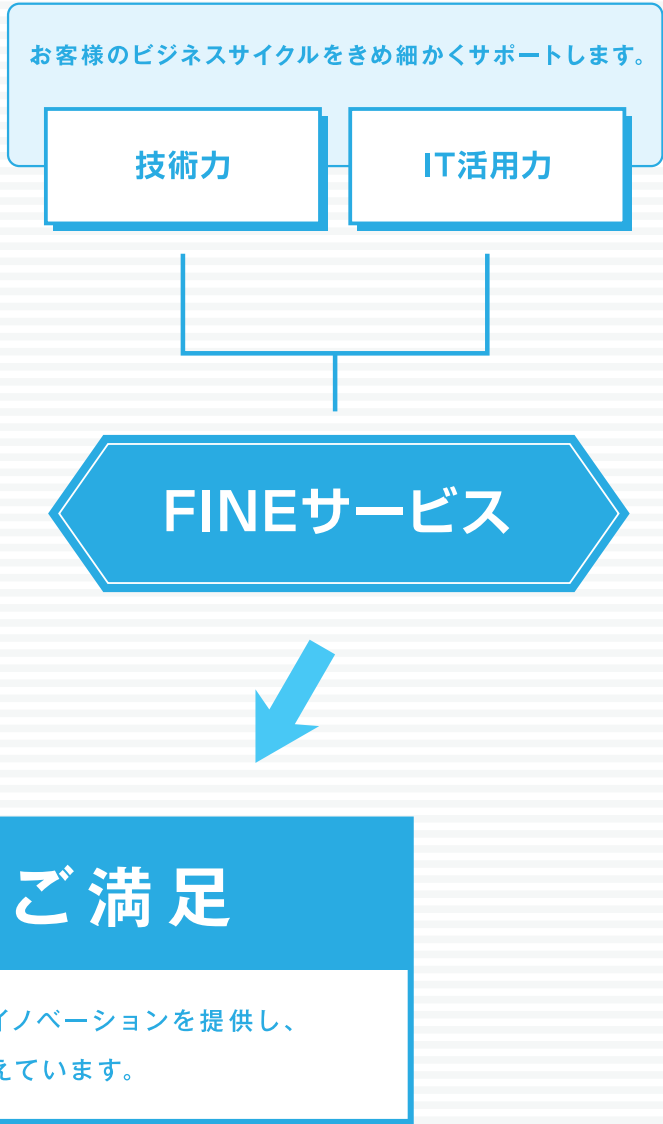 お客様のビジネスサイクルをきめ細かくサポートします。
技術力
IT活用力
FINEサービス
ご満足
イノベーションを提供し、
えています。